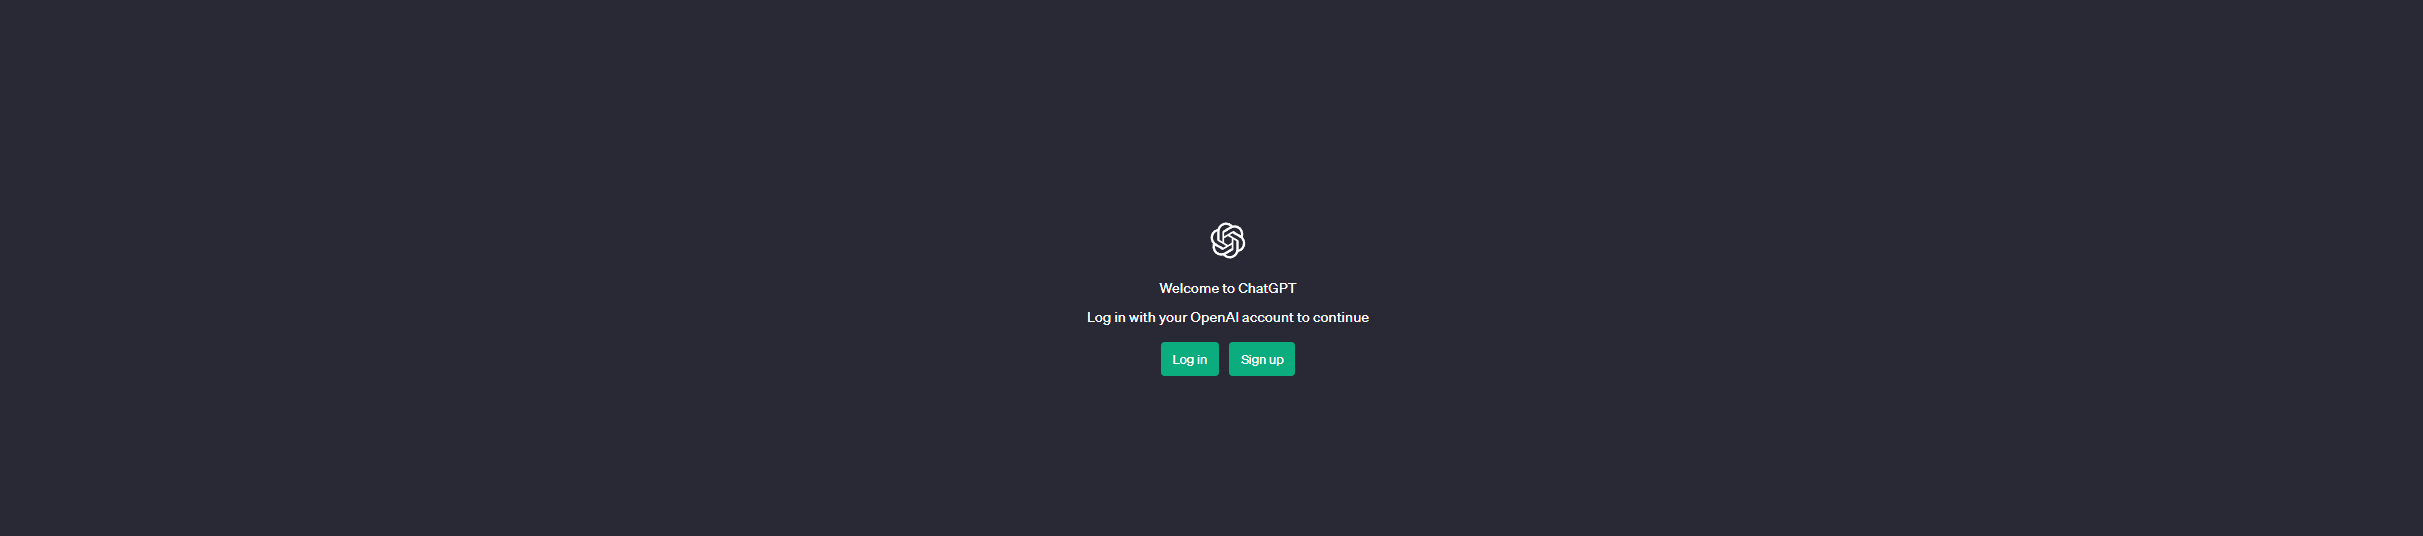 Welcome to ChatGPT
Log in with your OpenAI account to continue
Log in Sign up